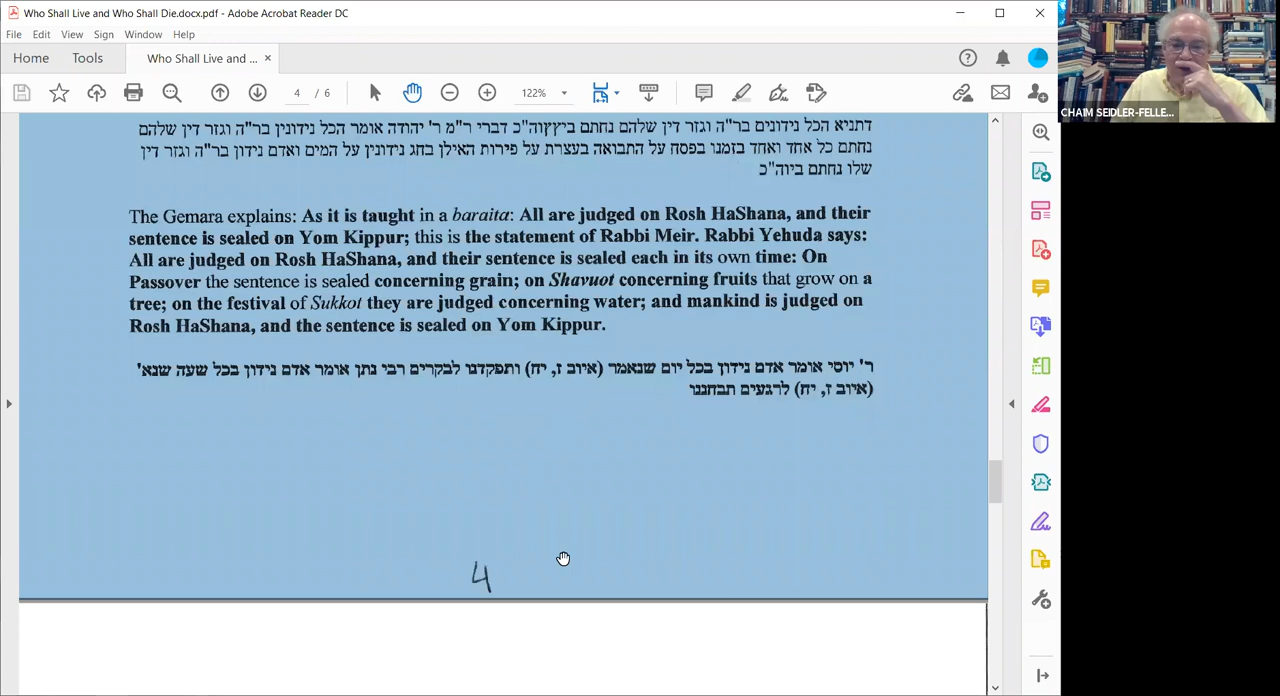 Who Shall Live and Who Shall Die.docx.pdf - Adobe Acrobat Reader DC
File Edit View Sign Window Help
Home Tools Who Shall Live and ... ×
4 / 6 122%
דתניא הכל נידונים בר"ה וגזר דין שלהם נחתם ביוה"כ דברי ר"מ ר' יהודה אומר הכל נידונין בר"ה וגזר דין שלהם
נחתם כל אחד ואחד בזמנו בפסח על התבואה בעצרת על פירות האילן בחג נידונין על המים ואדם נידון בר"ה וגזר דין
שלו נחתם ביוה"כ
The Gemara explains: As it is taught in a baraita: All are judged on Rosh HaShana, and their
sentence is sealed on Yom Kippur; this is the statement of Rabbi Meir. Rabbi Yehuda says:
All are judged on Rosh HaShana, and their sentence is sealed each in its own time: On
Passover the sentence is sealed concerning grain; on Shavuot concerning fruits that grow on a
tree; on the festival of Sukkot they are judged concerning water; and mankind is judged on
Rosh HaShana, and the sentence is sealed on Yom Kippur.
ר' יוסי אומר אדם נידון בכל יום שנאמר (איוב ז, יח) ותפקדנו לבקרים רבי נתן אומר אדם נידון בכל שעה שנא'
(איוב ז, יח) לרגעים תבחננו
4
CHAIM SEIDLER-FELLE...